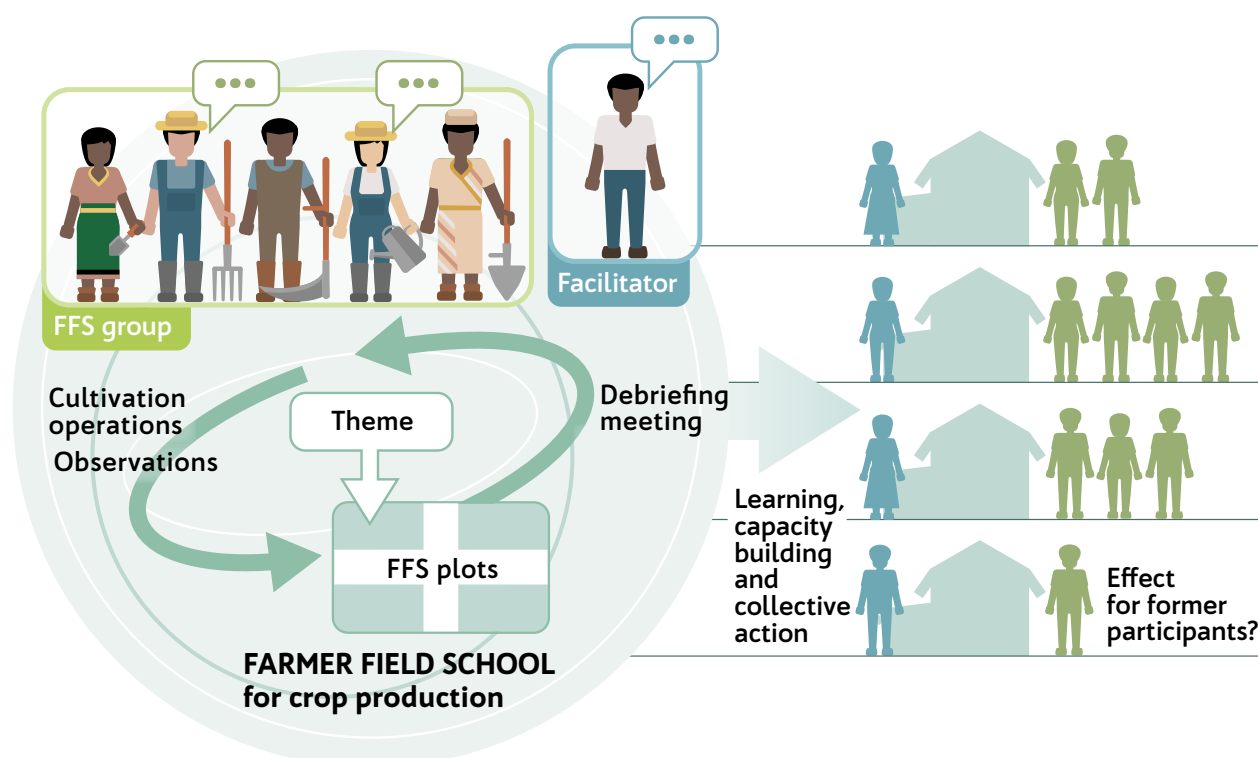 Facilitator
FFS group
Cultivation
operations
Observations
Theme
Debriefing
meeting
FFS plots
FARMER FIELD SCHOOL
for crop production
Learning,
capacity
building
and
collective
action
Effect
for former
participants?